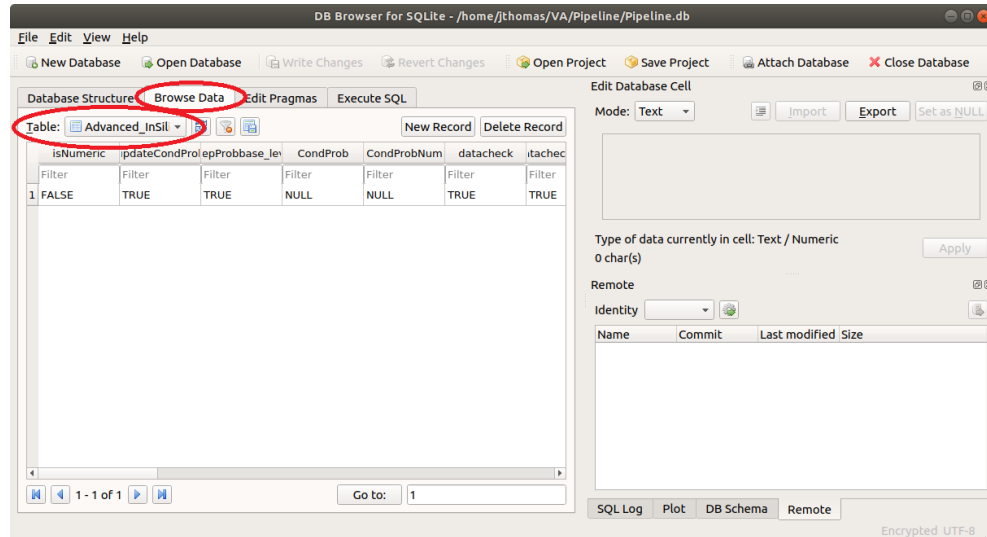 DB Browser for SQLite - /home/jthomas/VA/Pipeline/Pipeline.db
File Edit View Help
New Database Open Database Write Changes Revert Changes Open Project Save Project Attach Database Close Database
Database Structure Browse Data Edit Pragmas Execute SQL
Table: Advanced_InSil
New Record Delete Record
isNumeric pdateCondProl epProbbase_lev CondProb CondProbNum datacheck itachec
Filter Filter Filter Filter Filter Filter Filter
1 FALSE TRUE TRUE NULL NULL TRUE TRUE
1 - 1 of 1
Go to: 1
Edit Database Cell
Mode: Text Import Export Set as NULL
Type of data currently in cell: Text / Numeric
0 char(s)
Apply
Remote
Identity
Name Commit Last modified Size
SQL Log Plot DB Schema Remote
Encrypted UTF-8